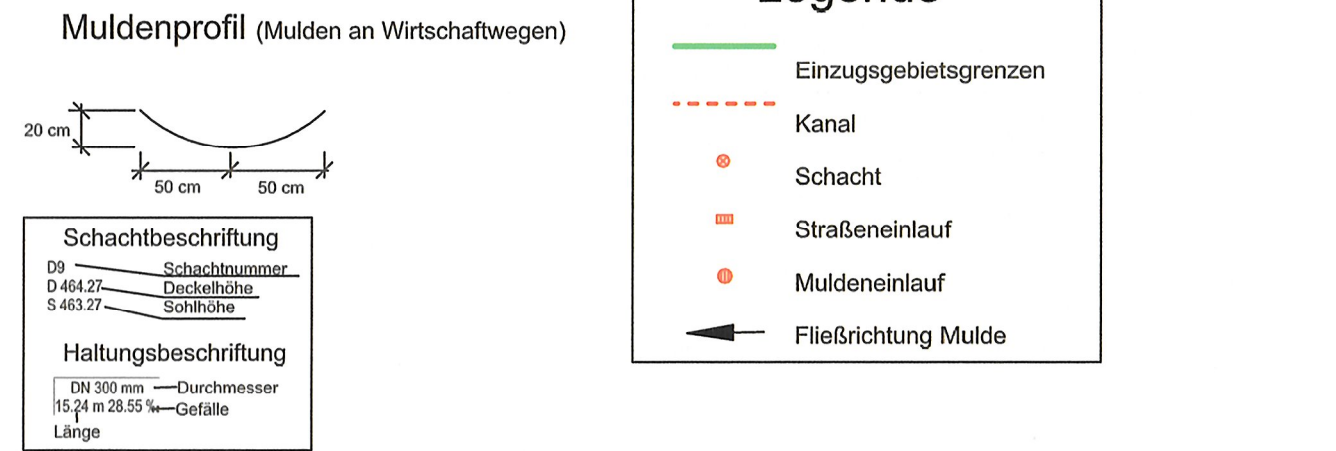 Muldenprofil (Mulden an Wirtschaftwegen)
20 cm
50 cm 50 cm
Schachtbeschriftung
D9 Schachtnummer
D 464.27 Deckelhöhe
S 463.27 Sohlhöhe
Haltungsbeschriftung
DN 300 mm Durchmesser
15.24 m 28.55 ‰ Gefälle
Länge
Legende
Einzugsgebietsgrenzen
Kanal
Schacht
Straßeneinlauf
Muldeneinlauf
Fließrichtung Mulde